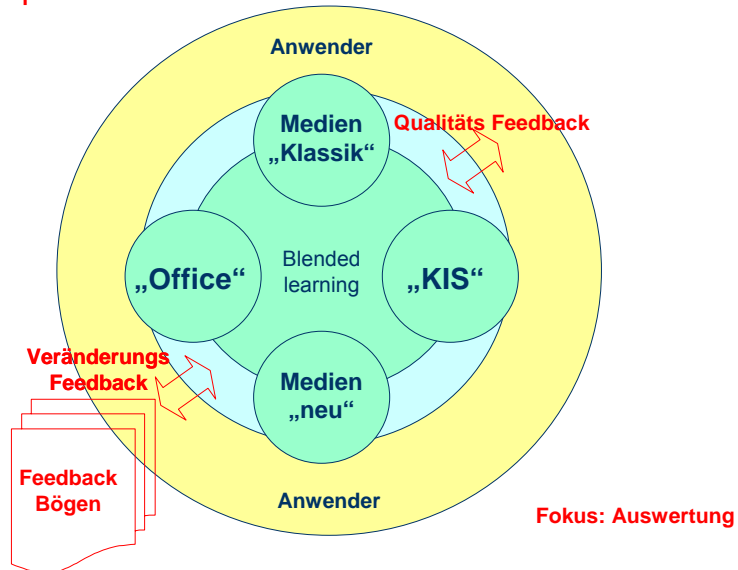 Anwender
Medien
„Klassik“
Qualitäts Feedback
„Office“
Blended
learning
„KIS“
Veränderungs
Feedback
Medien
„neu“
Feedback
Bögen
Anwender
Fokus: Auswertung